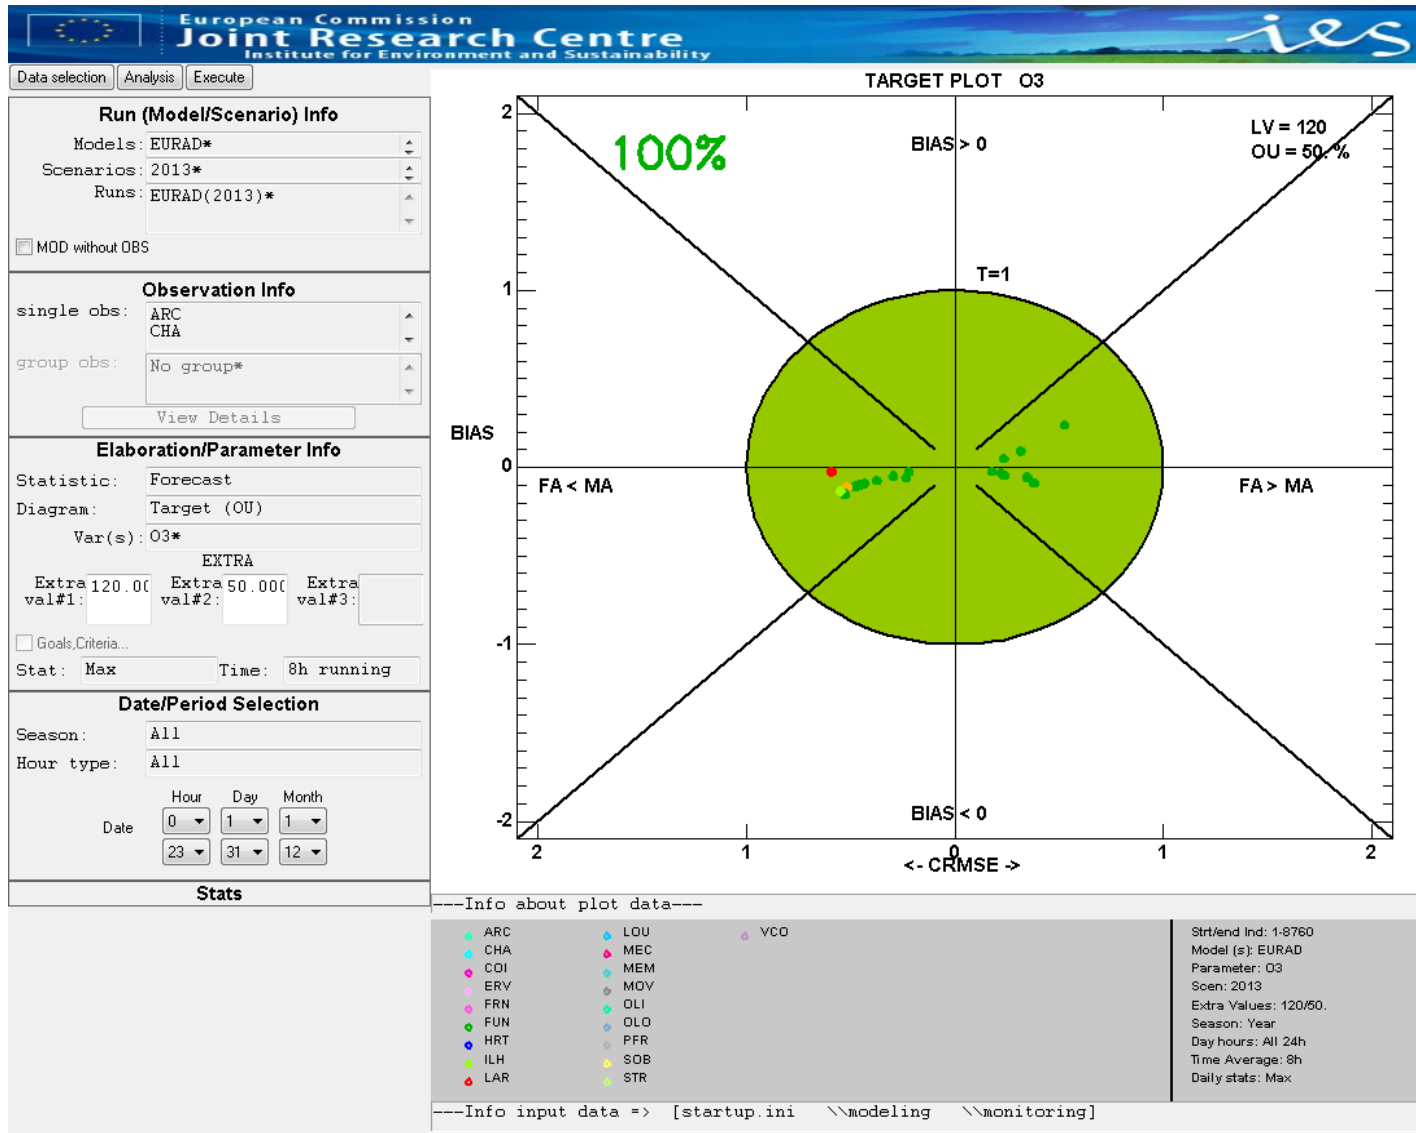 European Commission
Joint Research Centre
Institute for Environment and Sustainability
ies
Data selection Analysis Execute
Run (Model/Scenario) Info
Models: EURAD*
Scenarios: 2013*
Runs: EURAD(2013)*
MOD without OBS
Observation Info
single obs: ARC
CHA
group obs: No group*
View Details
Elaboration/Parameter Info
Statistic: Forecast
Diagram: Target (OU)
Var(s): O3*
EXTRA
Extra val#1: 120.00 Extra val#2: 50.000 Extra val#3:
Goals,Criteria...
Stat: Max Time: 8h running
Date/Period Selection
Season: All
Hour type: All
Hour Day Month
Date 0 1 1
23 31 12
Stats
TARGET PLOT O3
100%
BIAS > 0
LV = 120
OU = 50. %
T=1
BIAS
FA < MA
FA > MA
BIAS < 0
2
1
0
-1
-2
2 1 0 1 2
<- CRMSE ->
---Info about plot data---
ARC LOU VCO
CHA MEC
COI MEM
ERV MOV
FRN OLI
FUN OLO
HRT PFR
ILH SOB
LAR STR
Strt/end Ind: 1-8760
Model (s): EURAD
Parameter: O3
Scen: 2013
Extra Values: 120/50.
Season: Year
Day hours: All 24h
Time Average: 8h
Daily stats: Max
---Info input data => [startup.ini \\modeling \\monitoring]